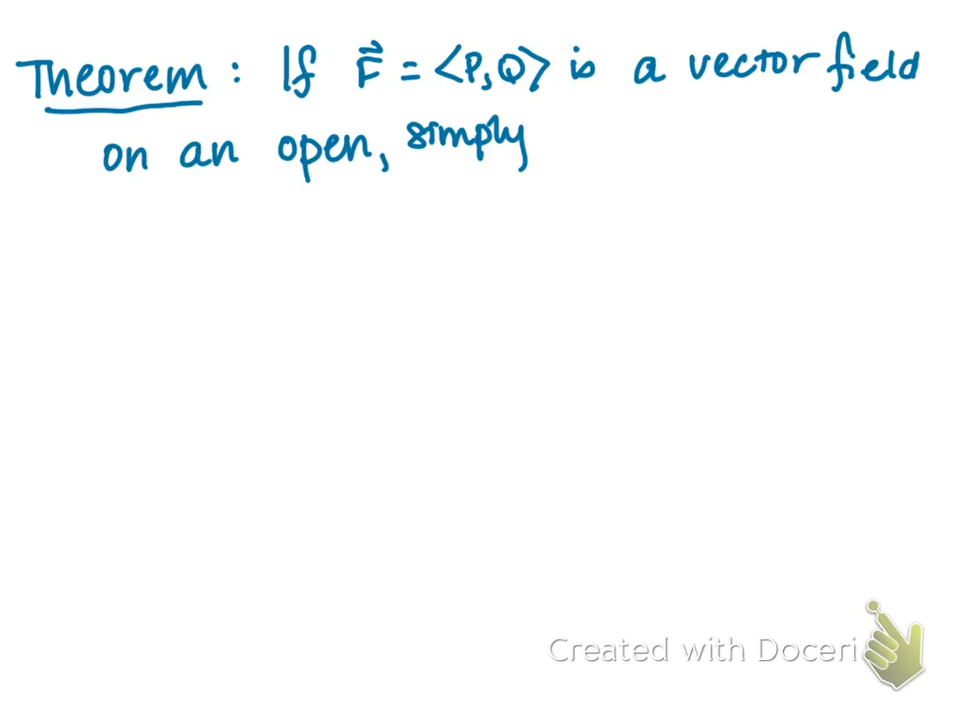 Theorem : If F⃗ = <P,Q> is a vector field
on an open, simply
Created with Doceri